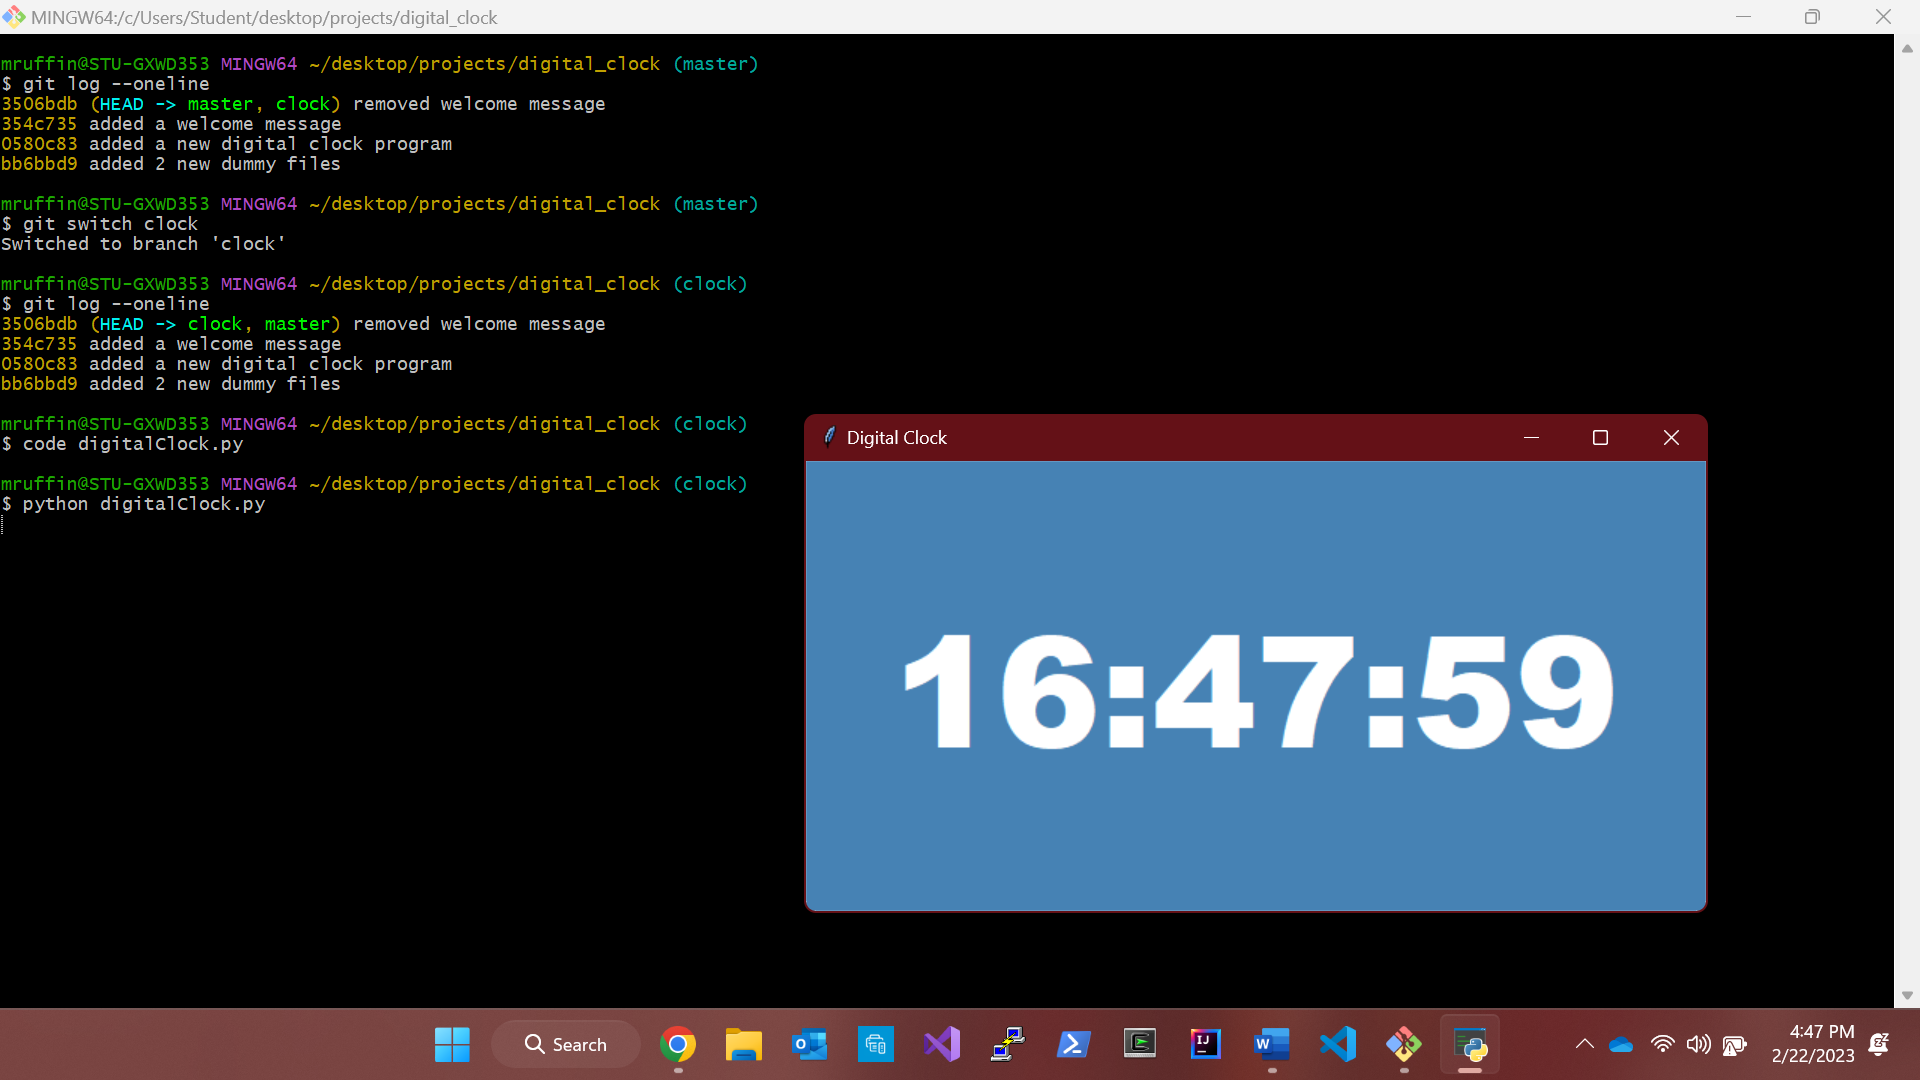 MINGW64:/c/Users/Student/desktop/projects/digital_clock
mruffin@STU-GXWD353 MINGW64 ~/desktop/projects/digital_clock (master)
$ git log --oneline
3506bdb (HEAD -> master, clock) removed welcome message
354c735 added a welcome message
0580c83 added a new digital clock program
bb6bbd9 added 2 new dummy files
mruffin@STU-GXWD353 MINGW64 ~/desktop/projects/digital_clock (master)
$ git switch clock
Switched to branch 'clock'
mruffin@STU-GXWD353 MINGW64 ~/desktop/projects/digital_clock (clock)
$ git log --oneline
3506bdb (HEAD -> clock, master) removed welcome message
354c735 added a welcome message
0580c83 added a new digital clock program
bb6bbd9 added 2 new dummy files
mruffin@STU-GXWD353 MINGW64 ~/desktop/projects/digital_clock (clock)
$ code digitalClock.py
mruffin@STU-GXWD353 MINGW64 ~/desktop/projects/digital_clock (clock)
$ python digitalClock.py
Digital Clock
16:47:59
Search
4:47 PM
2/22/2023